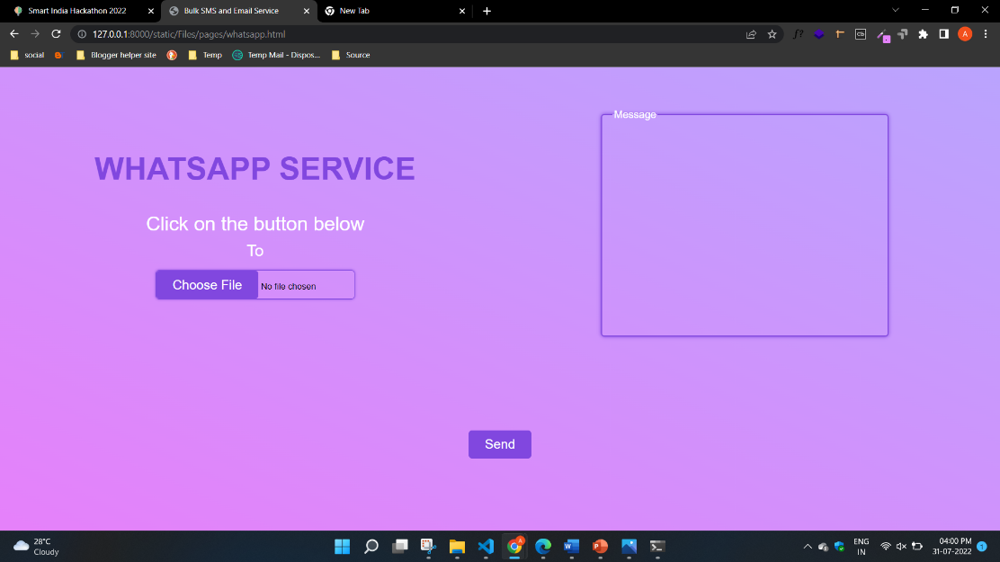 Smart India Hackathon 2022
Bulk SMS and Email Service
New Tab
127.0.0.1:8000/static/Files/pages/whatsapp.html
f?
Cb
A
social
Blogger helper site
Temp
Temp Mail - Dispos...
Source
Message
WHATSAPP SERVICE
Click on the button below
To
Choose File No file chosen
Send
28°C
Cloudy
ENG
IN
04:00 PM
31-07-2022
1